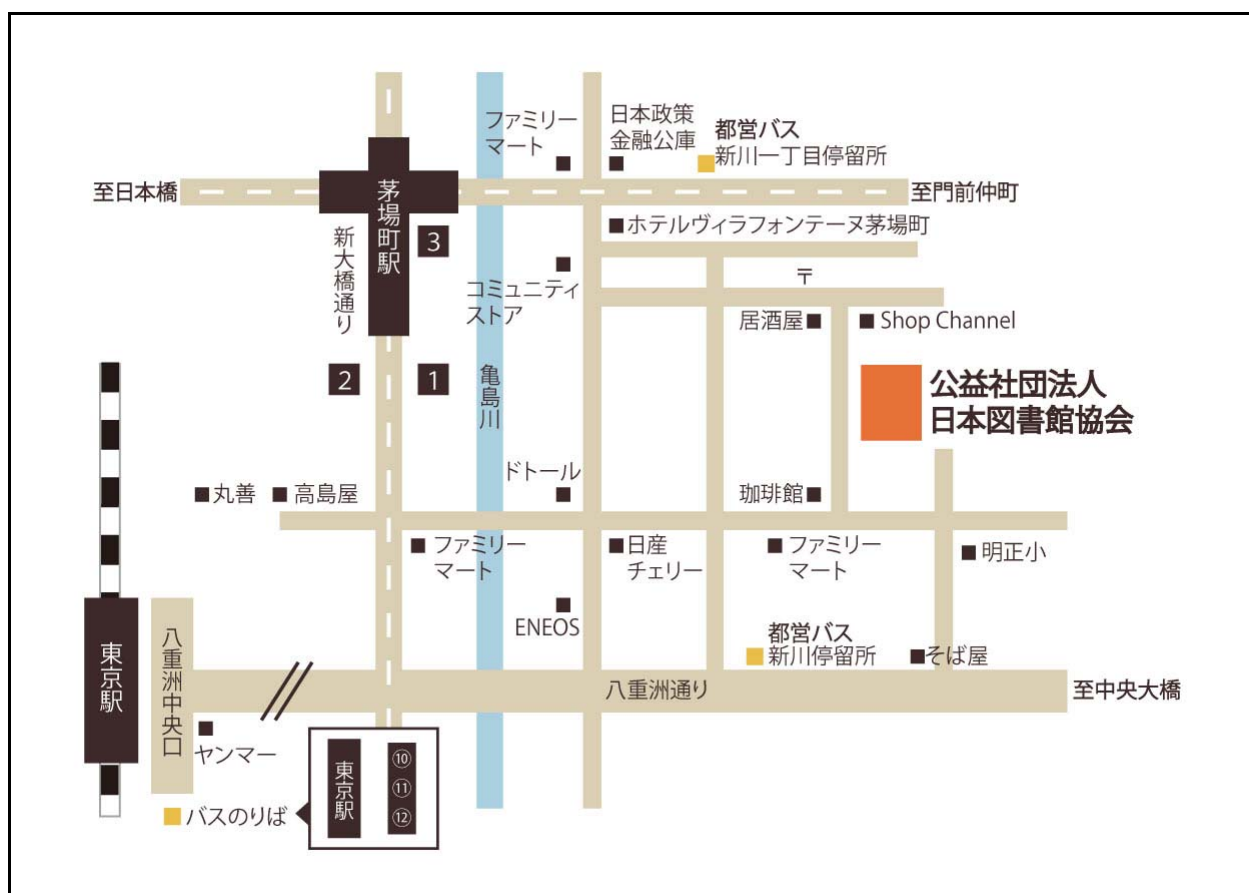 ファミリー
マート
日本政策
金融公庫
都営バス
新川一丁目停留所
至日本橋
茅場町駅
至門前仲町
新大橋通り
3
ホテルヴィラフォンテーヌ茅場町
コミュニティ
ストア
〒
居酒屋
Shop Channel
2
1
亀島川
公益社団法人
日本図書館協会
丸善
高島屋
ドトール
珈琲館
ファミリー
マート
日産
チェリー
ファミリー
マート
明正小
ENEOS
東京駅
八重洲中央口
都営バス
新川停留所
そば屋
八重洲通り
至中央大橋
ヤンマー
バスのりば
東京駅
⑩
⑪
⑫